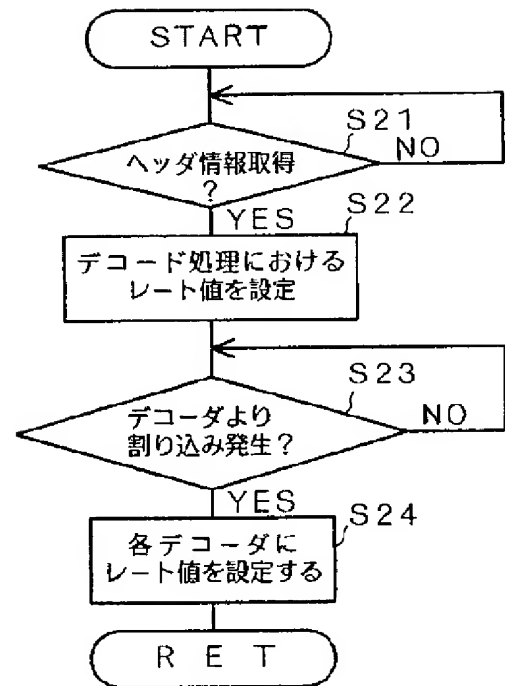 START
S21
ヘッダ情報取得
?
NO
YES
S22
デコード処理における
レート値を設定
S23
デコーダより
割り込み発生?
NO
YES
S24
各デコーダに
レート値を設定する
RET